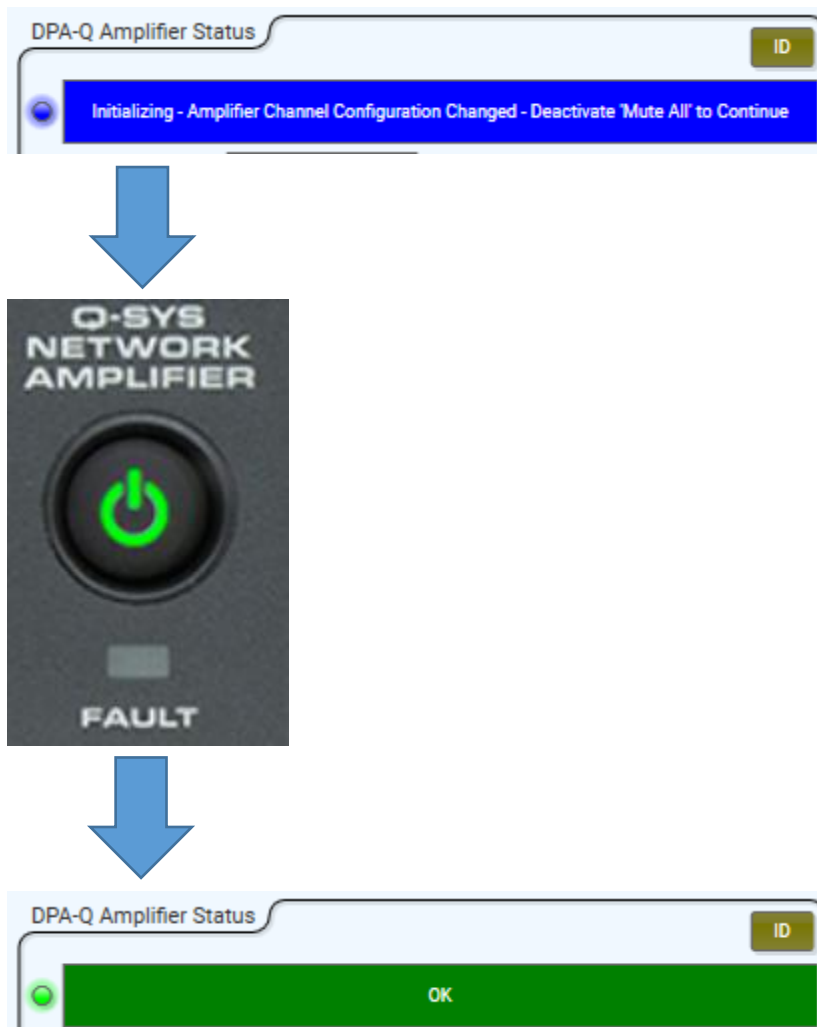 DPA-Q Amplifier Status
ID
Initializing - Amplifier Channel Configuration Changed - Deactivate 'Mute All' to Continue
Q-SYS
NETWORK
AMPLIFIER
FAULT
DPA-Q Amplifier Status
ID
OK